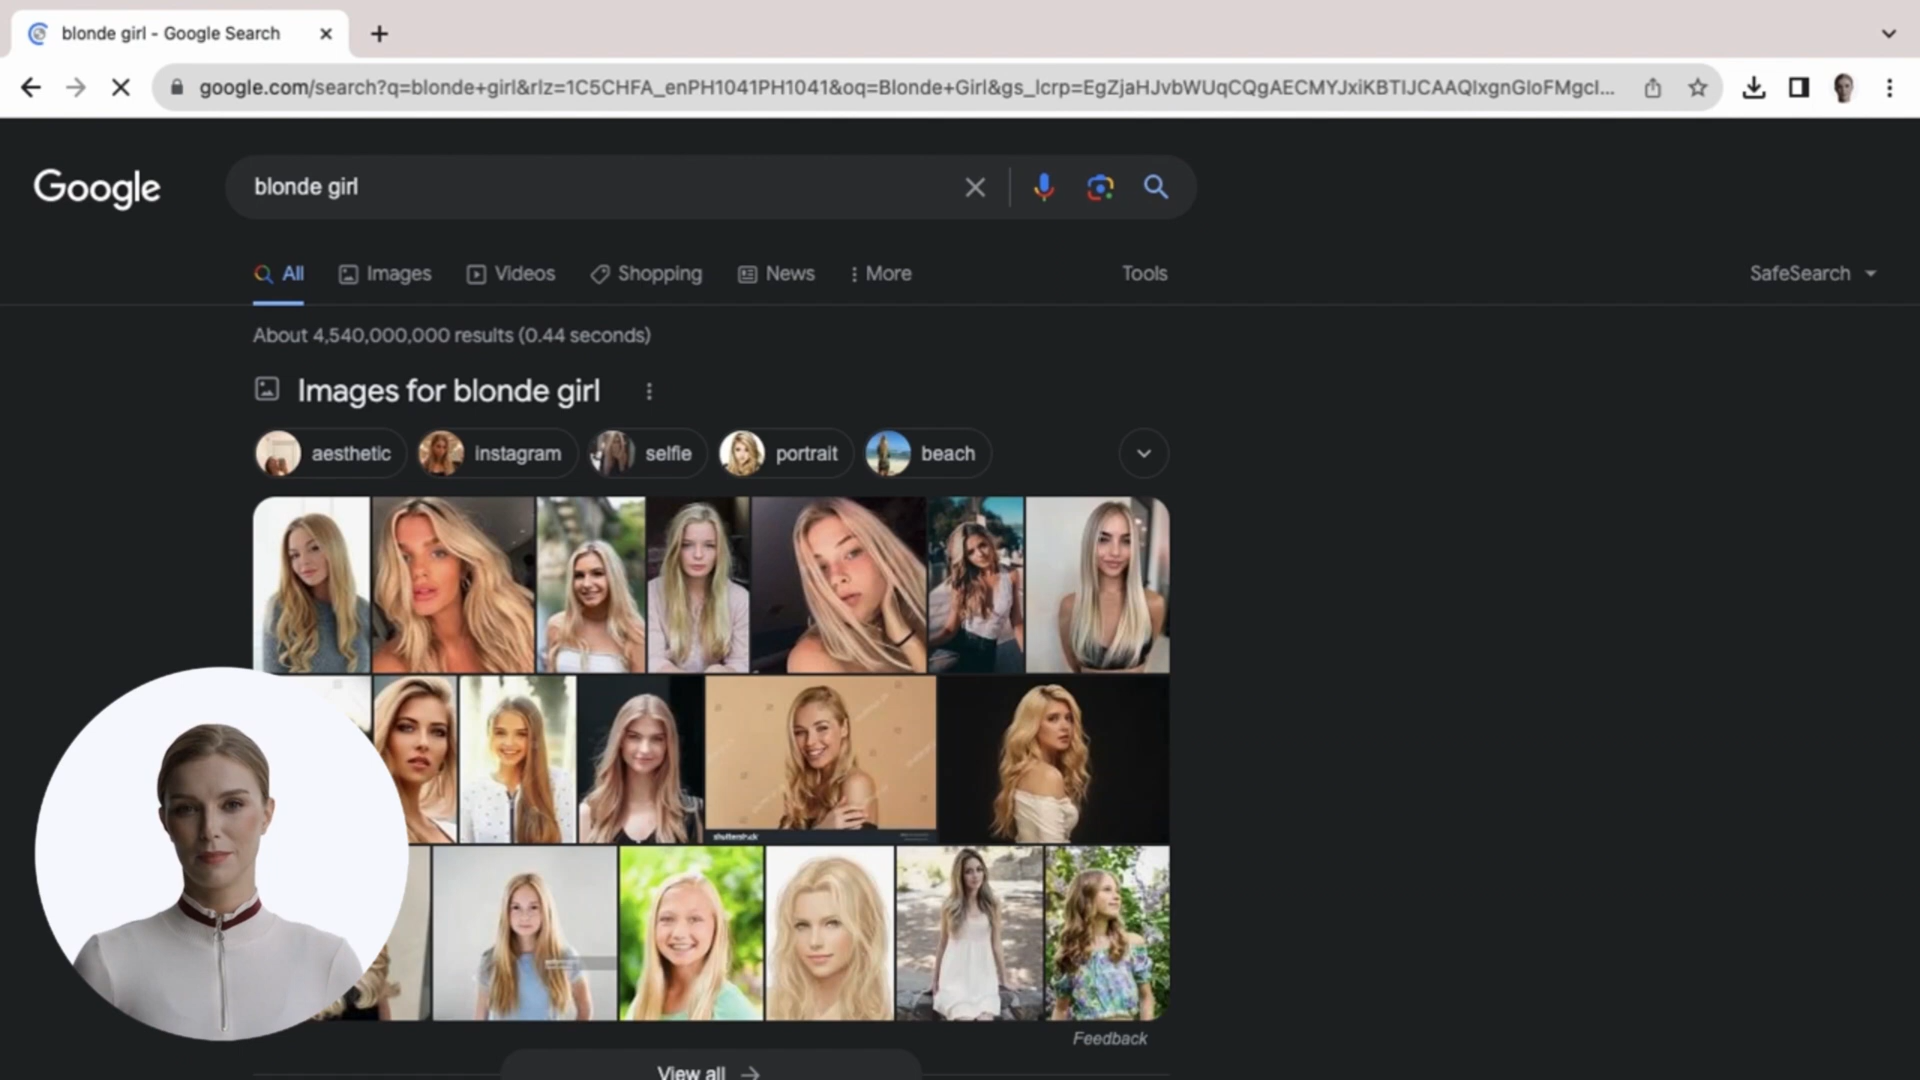 blonde girl - Google Search
google.com/search?q=blonde+girl&rlz=1C5CHFA_enPH1041PH1041&oq=Blonde+Girl&gs_lcrp=EgZjaHJvbWUqCQgAECMYJxiKBTIJCAAQIxgnGIoFMgcI...
Google
blonde girl
All
Images
Videos
Shopping
News
More
Tools
SafeSearch
About 4,540,000,000 results (0.44 seconds)
Images for blonde girl
aesthetic
instagram
selfie
portrait
beach
shutterstock
Feedback
View all